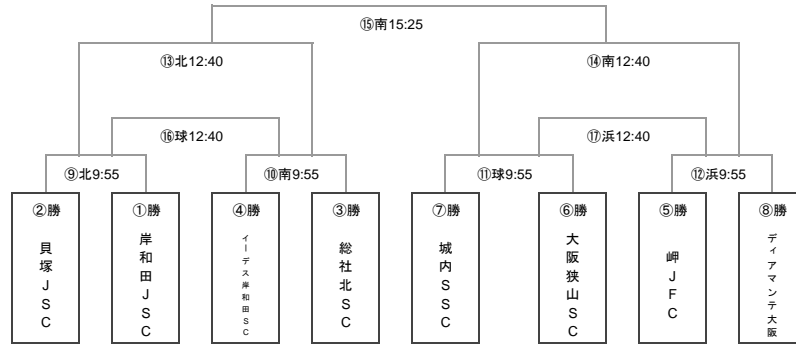 ⑮南15:25
⑬北12:40
⑭南12:40
⑯球12:40
⑰浜12:40
⑨北9:55
⑩南9:55
⑪球9:55
⑫浜9:55
②勝
①勝
④勝
③勝
⑦勝
⑥勝
⑤勝
⑧勝
貝塚JSC
岸和田JSC
イーデス岸和田SC
総社北SC
城内SSC
大阪狭山SC
岬JFC
ディアマンテ大阪